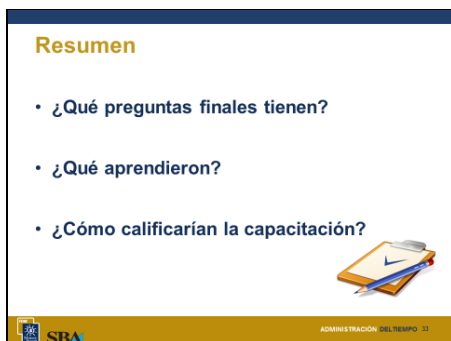 Resumen
• ¿Qué preguntas finales tienen?
• ¿Qué aprendieron?
• ¿Cómo calificarían la capacitación?
SBA
ADMINISTRACIÓN DEL TIEMPO 33